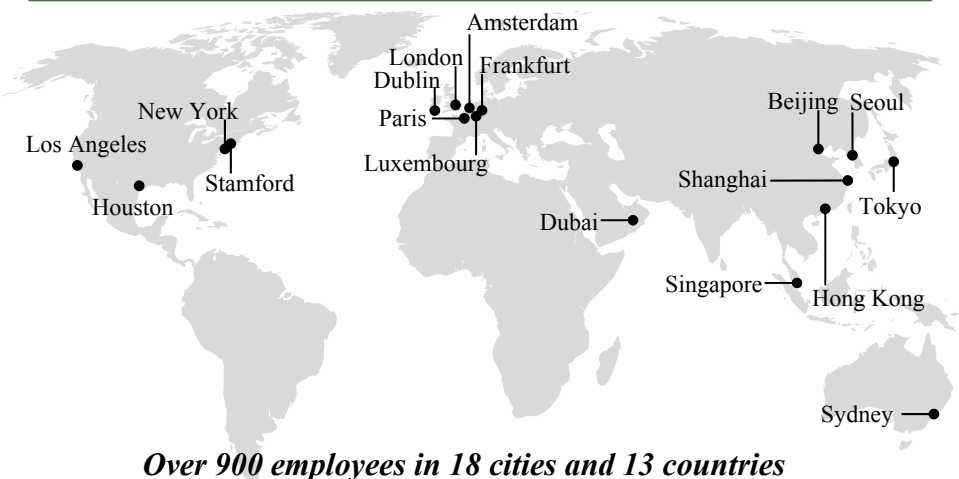 Amsterdam
London
Frankfurt
Dublin
Paris
Luxembourg
New York
Los Angeles
Stamford
Houston
Beijing
Seoul
Shanghai
Tokyo
Dubai
Singapore
Hong Kong
Sydney
Over 900 employees in 18 cities and 13 countries